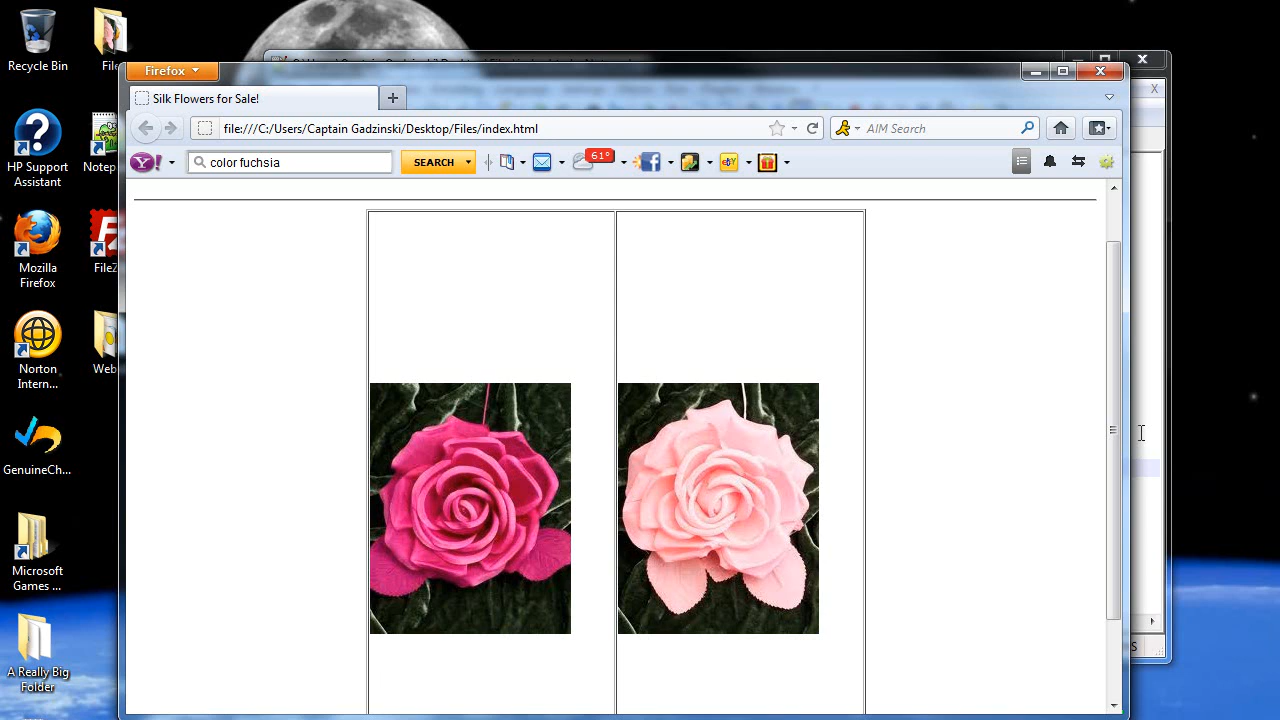 Recycle Bin
File
HP Support
Assistant
Notep
Mozilla
Firefox
FileZ
Norton
Intern...
Web
GenuineCh...
Microsoft
Games ...
A Really Big
Folder
Firefox
Silk Flowers for Sale!
file:///C:/Users/Captain Gadzinski/Desktop/Files/index.html
AIM Search
Y!
color fuchsia
SEARCH
61°
ebY
X
S